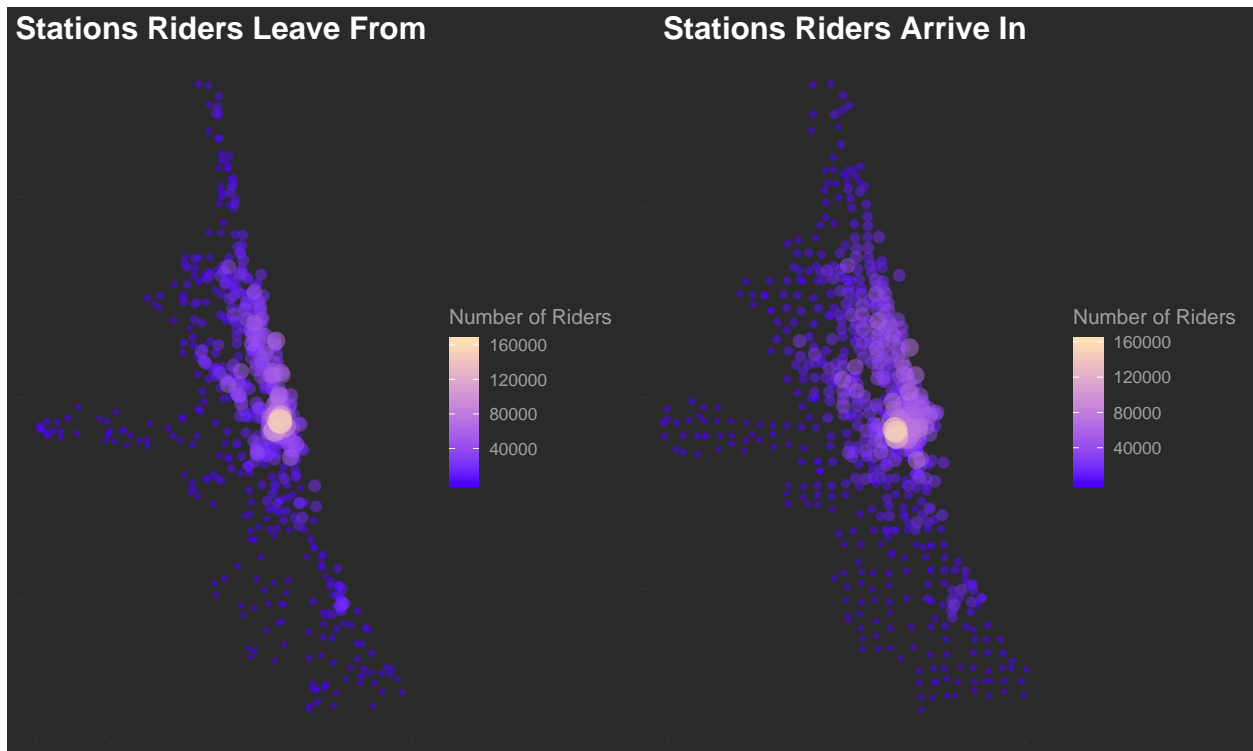 Stations Riders Leave From
Stations Riders Arrive In
Number of Riders
160000
120000
80000
40000
Number of Riders
160000
120000
80000
40000